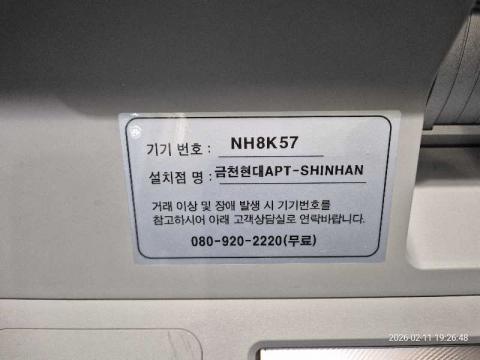 기기 번호 : NH8K57
설치점 명 : 금천현대APT-SHINHAN
거래 이상 및 장애 발생 시 기기번호를
참고하시어 아래 고객상담실로 연락바랍니다.
080-920-2220(무료)
2026-02-11 19:26:48